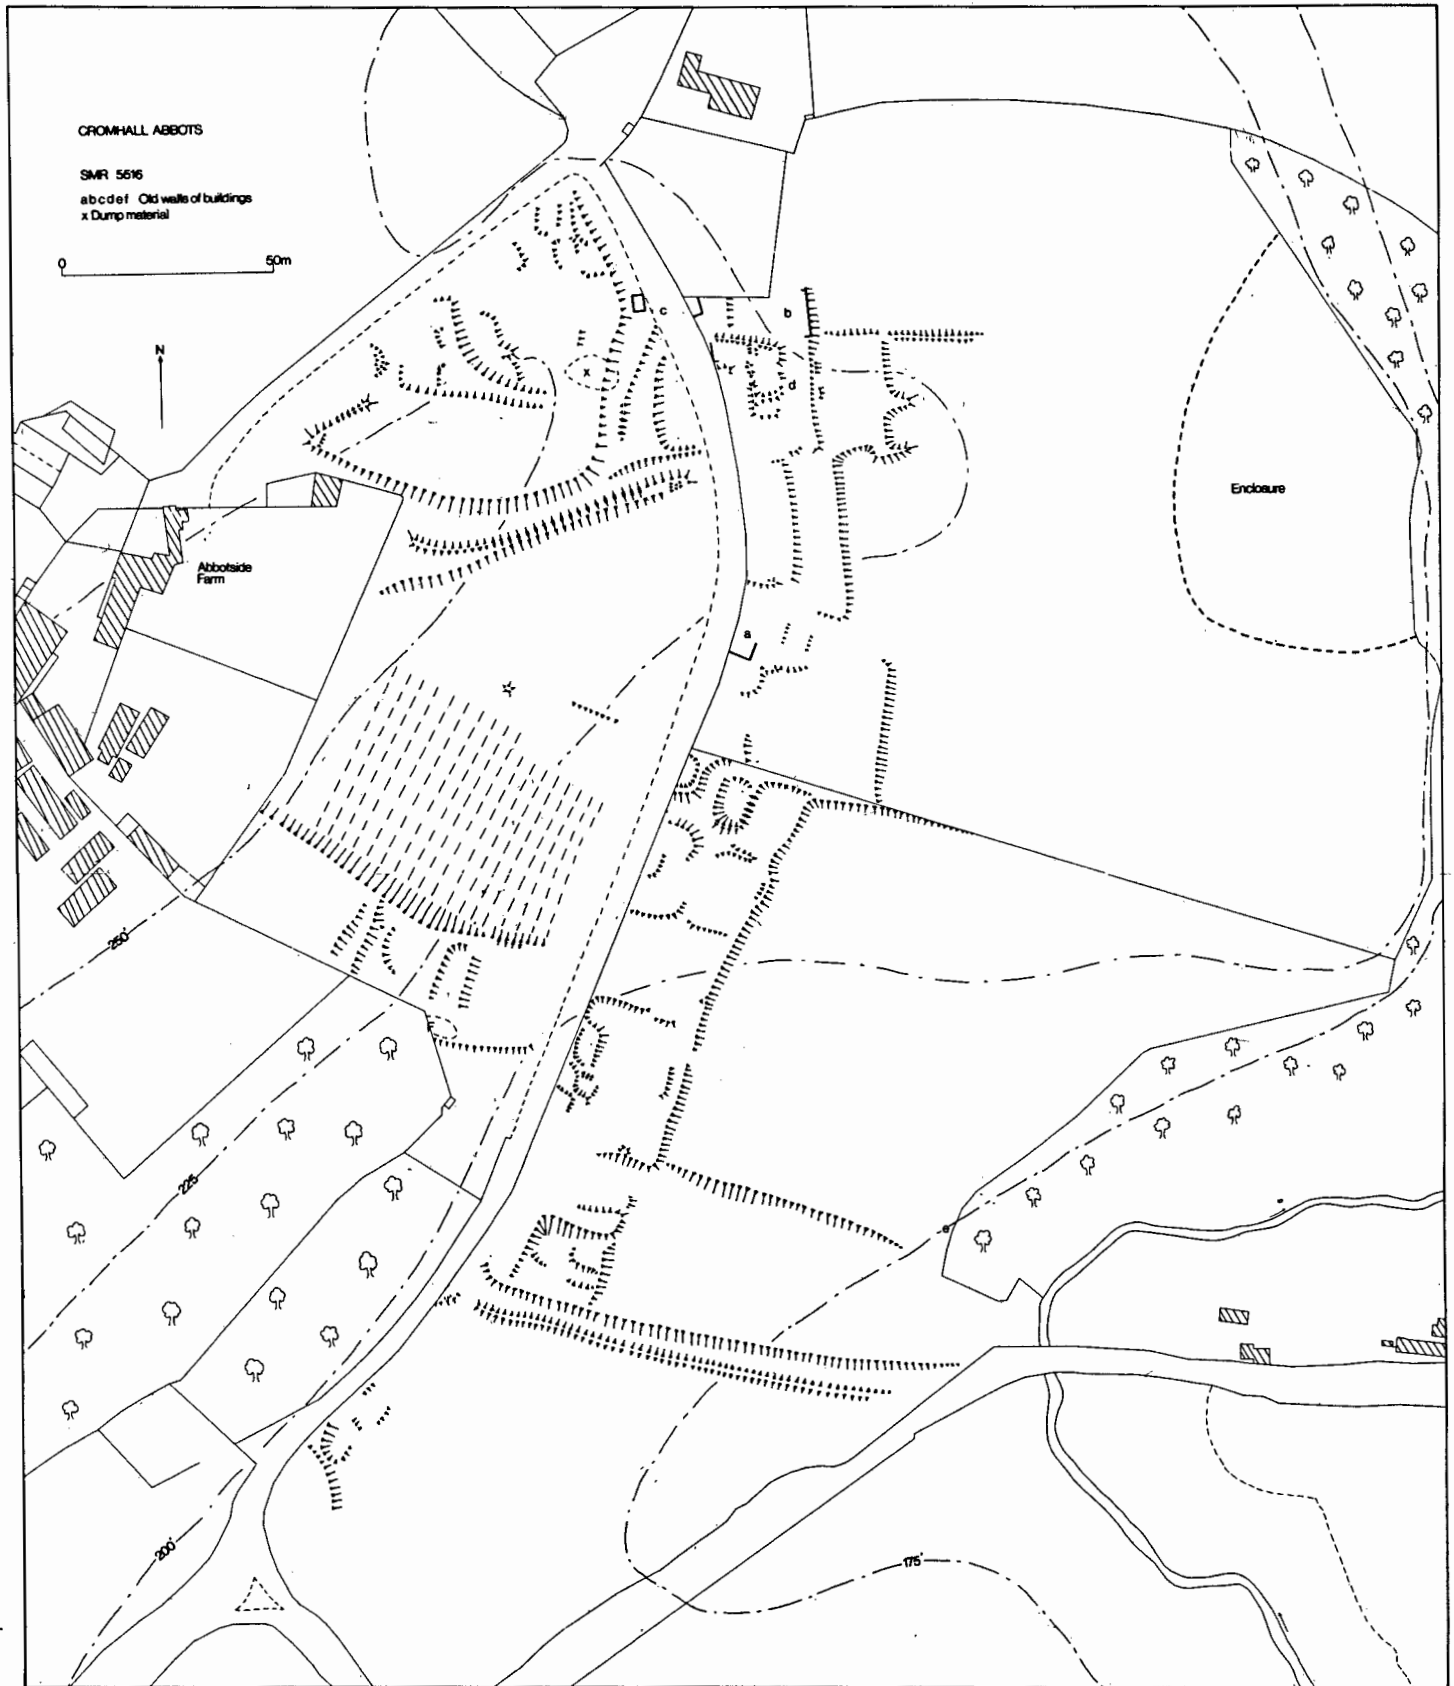 CROMHALL ABBOTS
SMR 5516
abcdef Old walls of buildings
x Dump material
0 50m
N
c
b
x
d
Enclosure
Abbotside
Farm
a
250'
F
225
e
200'
175'